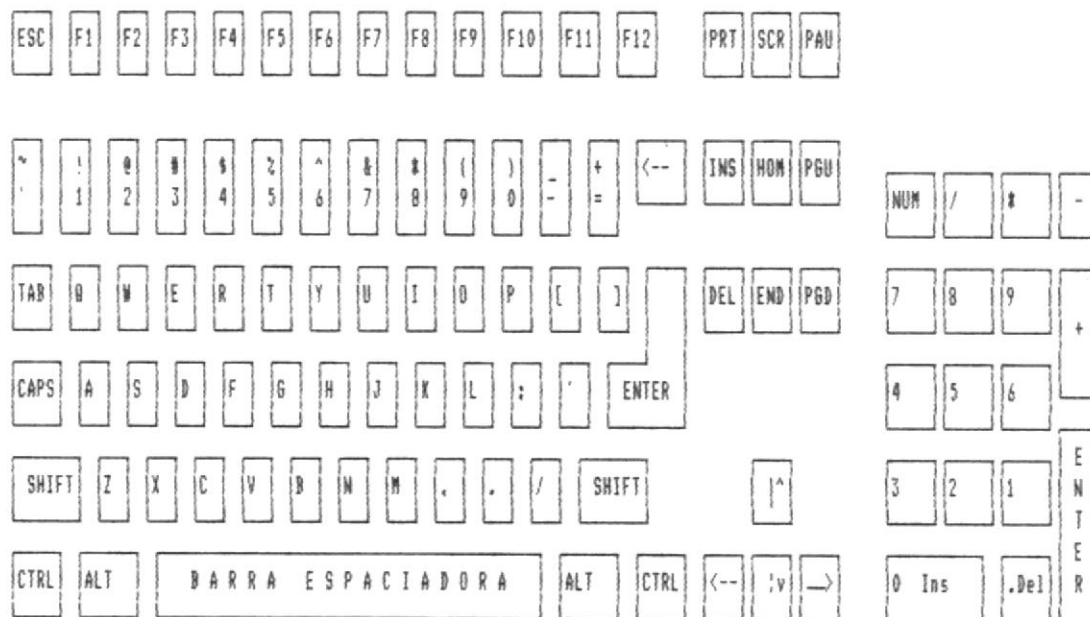 ESC F1 F2 F3 F4 F5 F6 F7 F8 F9 F10 F11 F12 PRT SCR PAU
~ ! @ # $ % ^ & * ( ) _ + <-- INS HOM PGU
` 1 2 3 4 5 6 7 8 9 0 - =
NUM / * -
TAB Q W E R T Y U I O P [ ] DEL END PGD 7 8 9
+
CAPS A S D F G H J K L ; ' ENTER 4 5 6
SHIFT Z X C V B N M , . / SHIFT |^ 3 2 1
CTRL ALT BARRA ESPACIADORA ALT CTRL <-- ¦v --> 0 Ins .Del
ENTER